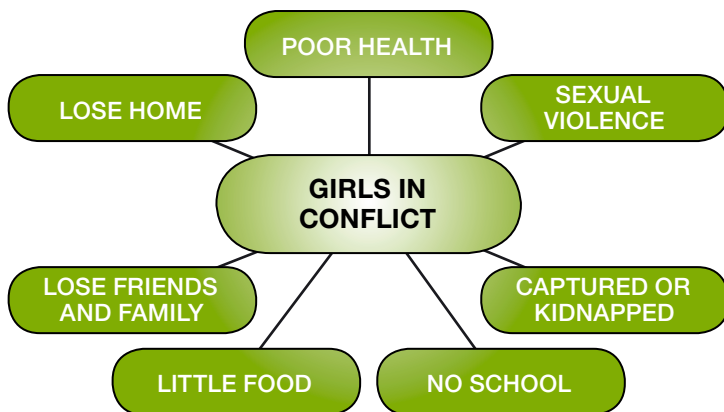 POOR HEALTH
LOSE HOME
SEXUAL
VIOLENCE
GIRLS IN
CONFLICT
LOSE FRIENDS
AND FAMILY
CAPTURED OR
KIDNAPPED
LITTLE FOOD
NO SCHOOL